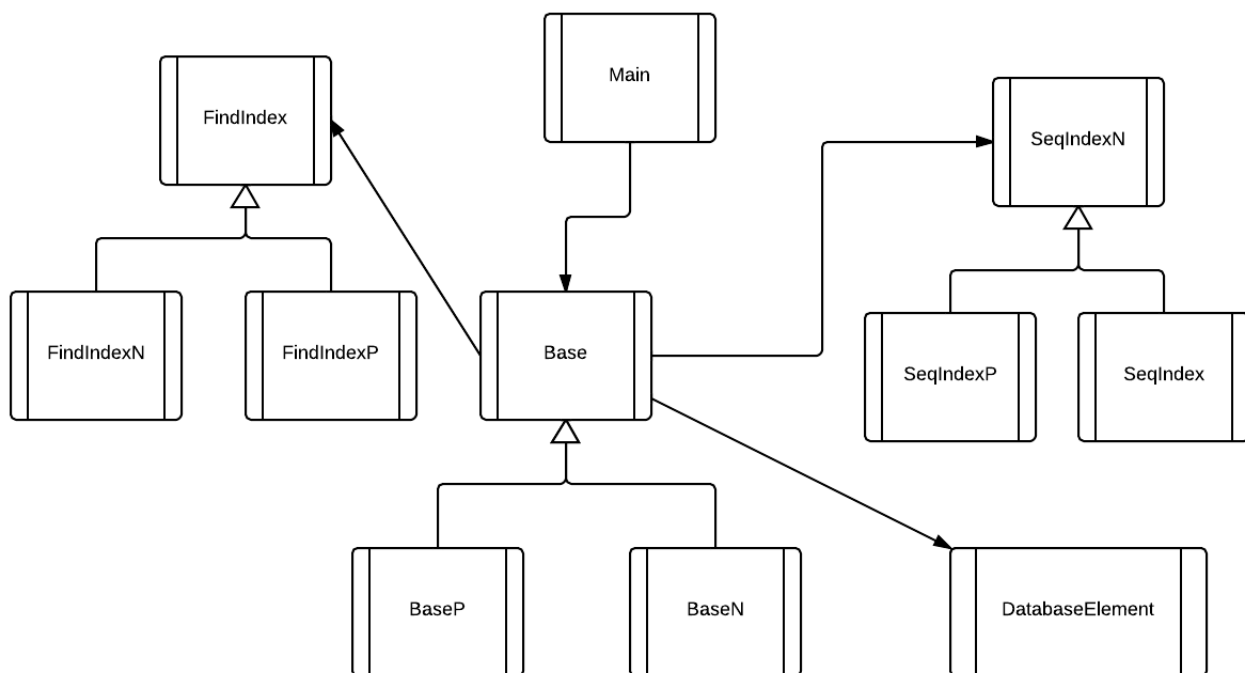 Main
FindIndex
SeqIndexN
FindIndexN
FindIndexP
Base
SeqIndexP
SeqIndex
BaseP
BaseN
DatabaseElement